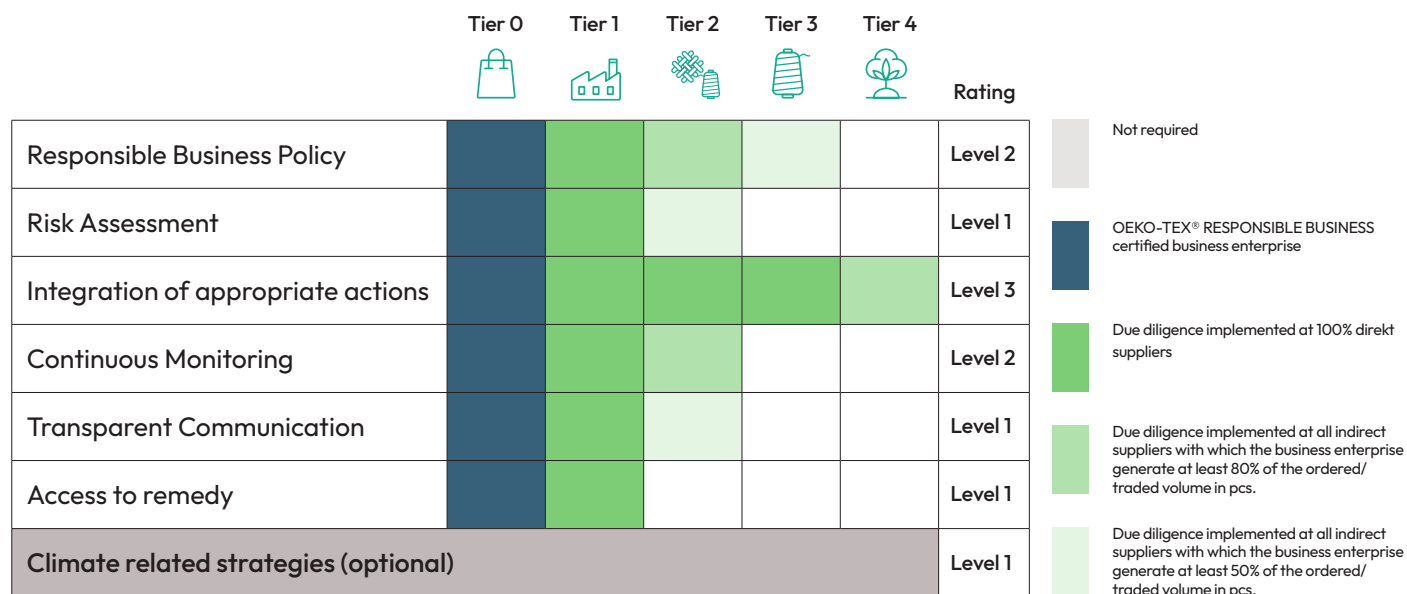 Tier 0 Tier 1 Tier 2 Tier 3 Tier 4
Rating
Responsible Business Policy Level 2
Risk Assessment Level 1
Integration of appropriate actions Level 3
Continuous Monitoring Level 2
Transparent Communication Level 1
Access to remedy Level 1
Climate related strategies (optional) Level 1
Not required
OEKO-TEX® RESPONSIBLE BUSINESS
certified business enterprise
Due diligence implemented at 100% direkt
suppliers
Due diligence implemented at all indirect
suppliers with which the business enterprise
generate at least 80% of the ordered/
traded volume in pcs.
Due diligence implemented at all indirect
suppliers with which the business enterprise
generate at least 50% of the ordered/
traded volume in pcs.